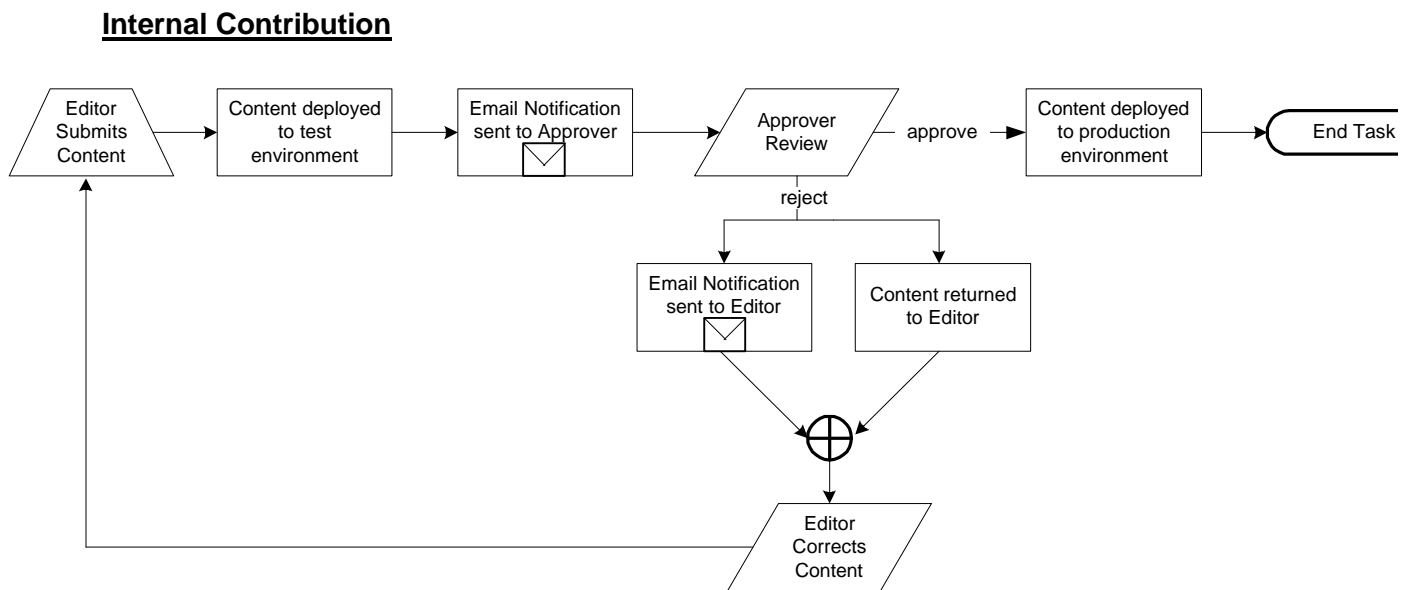 Internal Contribution
Editor
Submits
Content
Content deployed
to test
environment
Email Notification
sent to Approver
Approver
Review
approve
Content deployed
to production
environment
End Task
reject
Email Notification
sent to Editor
Content returned
to Editor
Editor
Corrects
Content